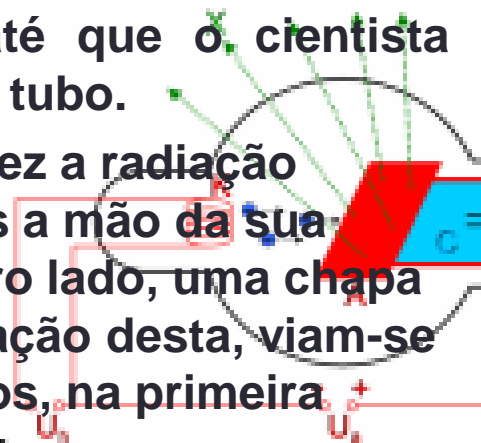 até que o cientista
tubo.
ez a radiação
s a mão da sua
ro lado, uma chapa
ação desta, viam-se
os, na primeira
K
C
A
U
U